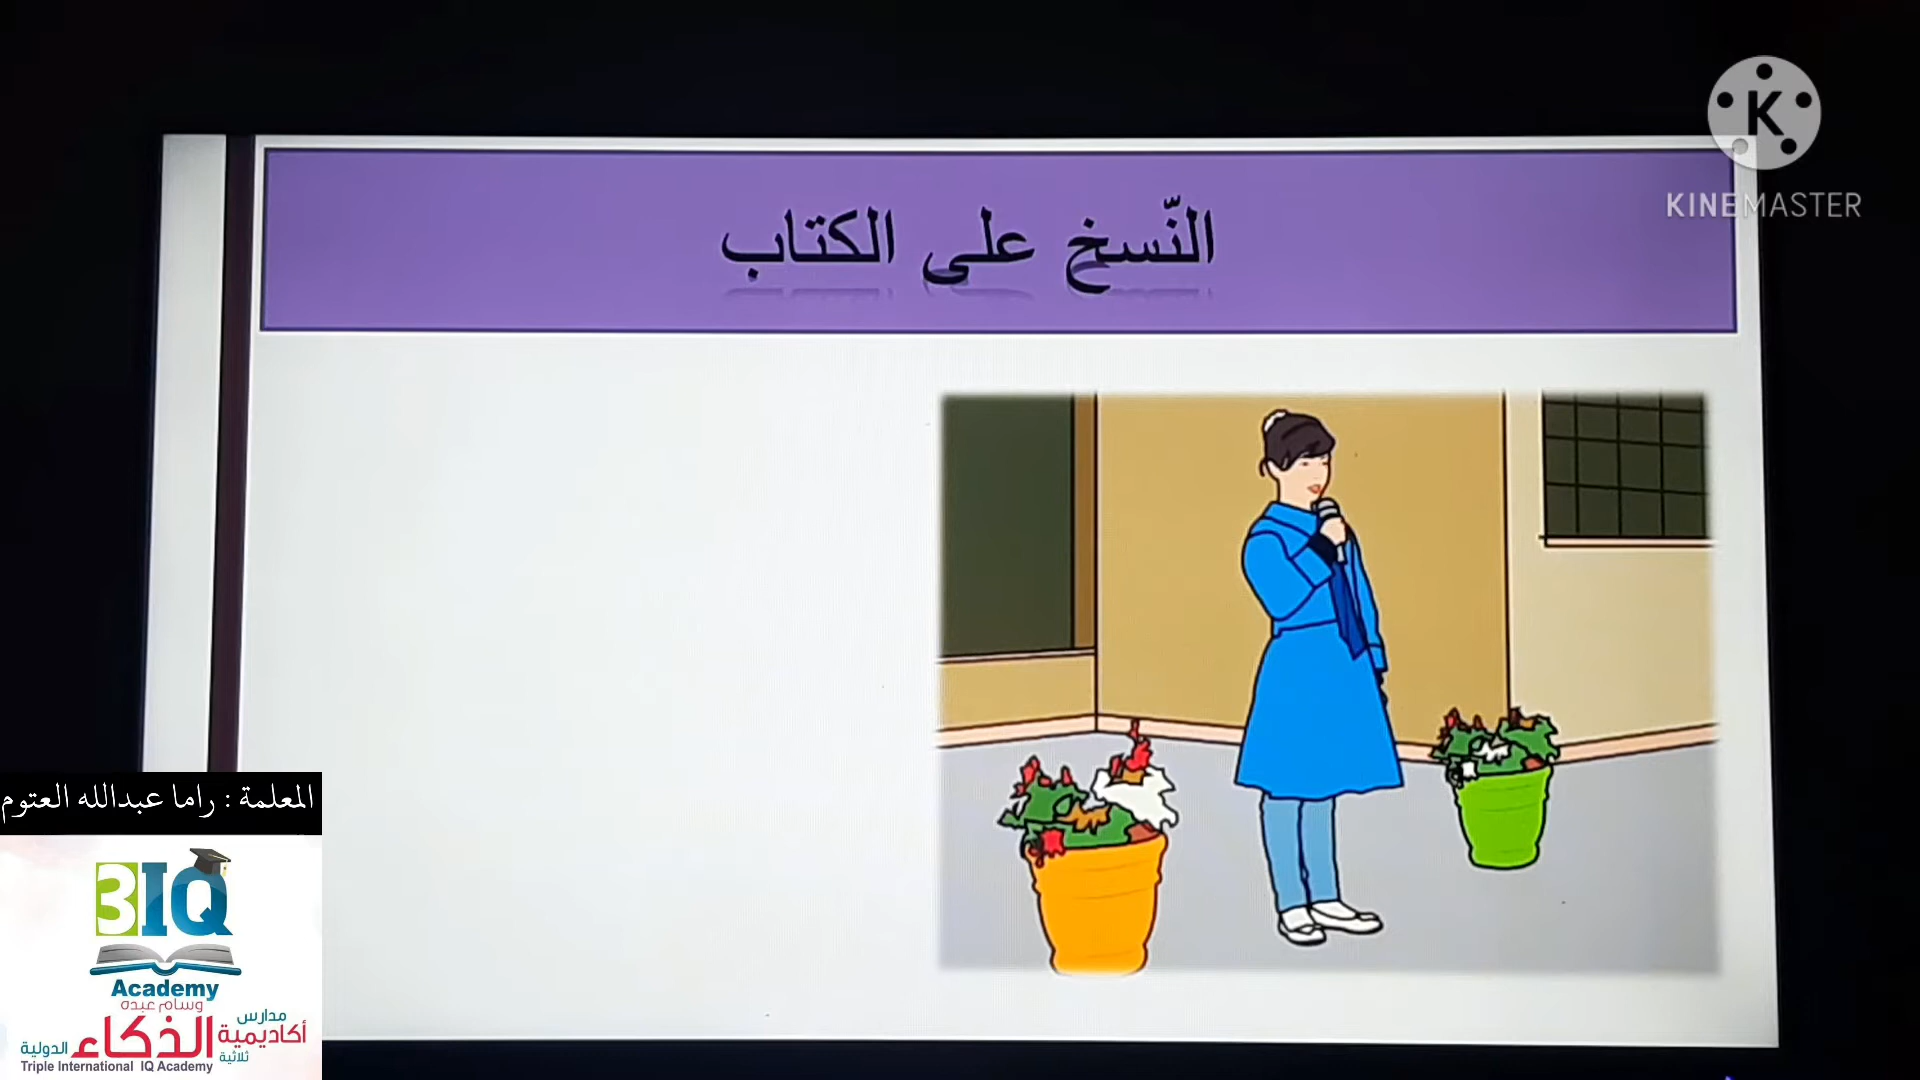 KINEMASTER
النّسخ على الكتاب
المعلمة : راما عبدالله العتوم
3IQ
Academy
وسام عبده
مدارس
أكاديمية الذكاء الدولية
ثلاثية
Triple International IQ Academy